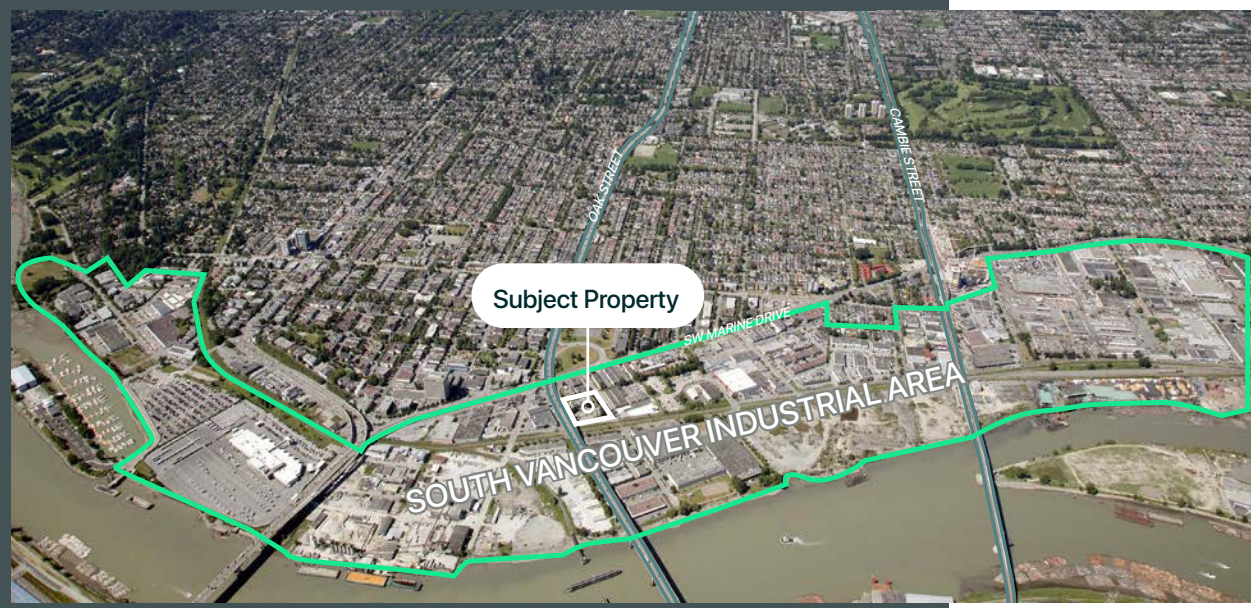 OAK STREET
CAMBIE STREET
Subject Property
SW MARINE DRIVE
SOUTH VANCOUVER INDUSTRIAL AREA